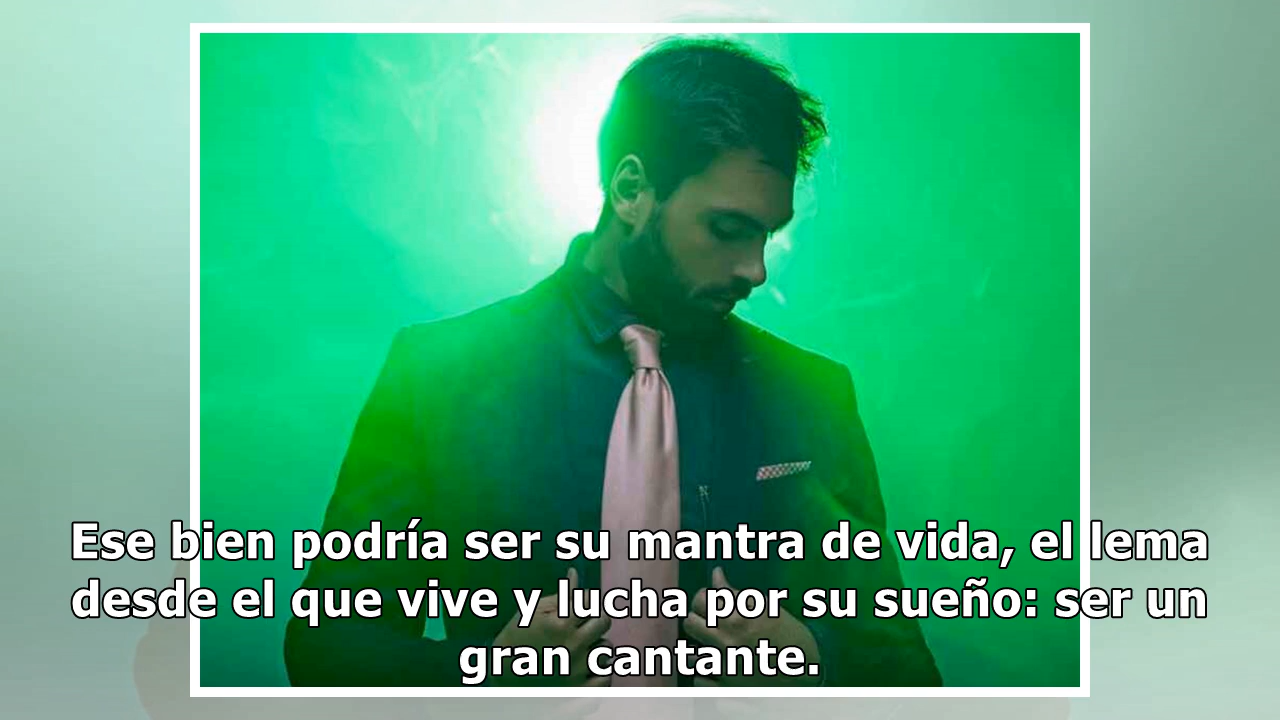 Ese bien podría ser su mantra de vida, el lema
desde el que vive y lucha por su sueño: ser un
gran cantante.